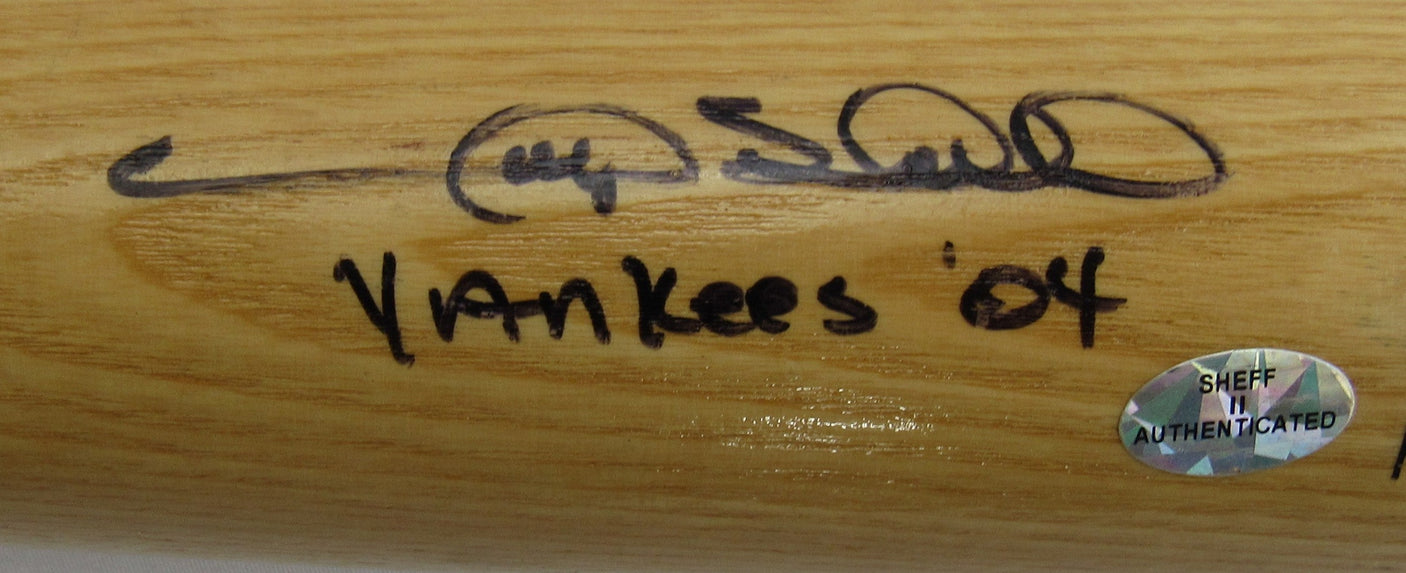 Yankees '04
SHEFF
II
AUTHENTICATED